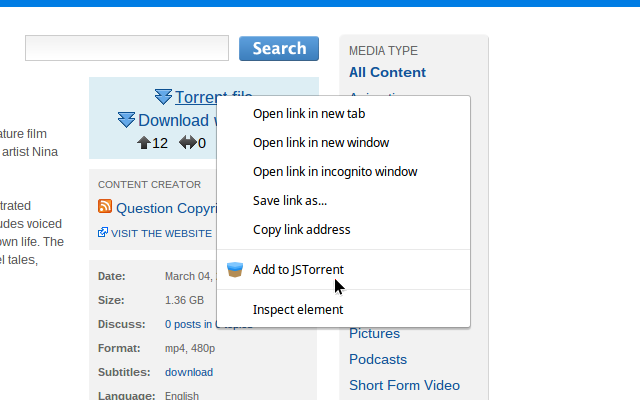 Search
Torrent file
Download
12 0
ature film
artist Nina
trated
udes voiced
own life. The
el tales,
CONTENT CREATOR
Question Copyri
VISIT THE WEBSITE
Date: March 04,
Size: 1.36 GB
Discuss: 0 posts in 0 topics
Format: mp4, 480p
Subtitles: download
Language: English
Open link in new tab
Open link in new window
Open link in incognito window
Save link as...
Copy link address
Add to JSTorrent
Inspect element
MEDIA TYPE
All Content
Pictures
Podcasts
Short Form Video